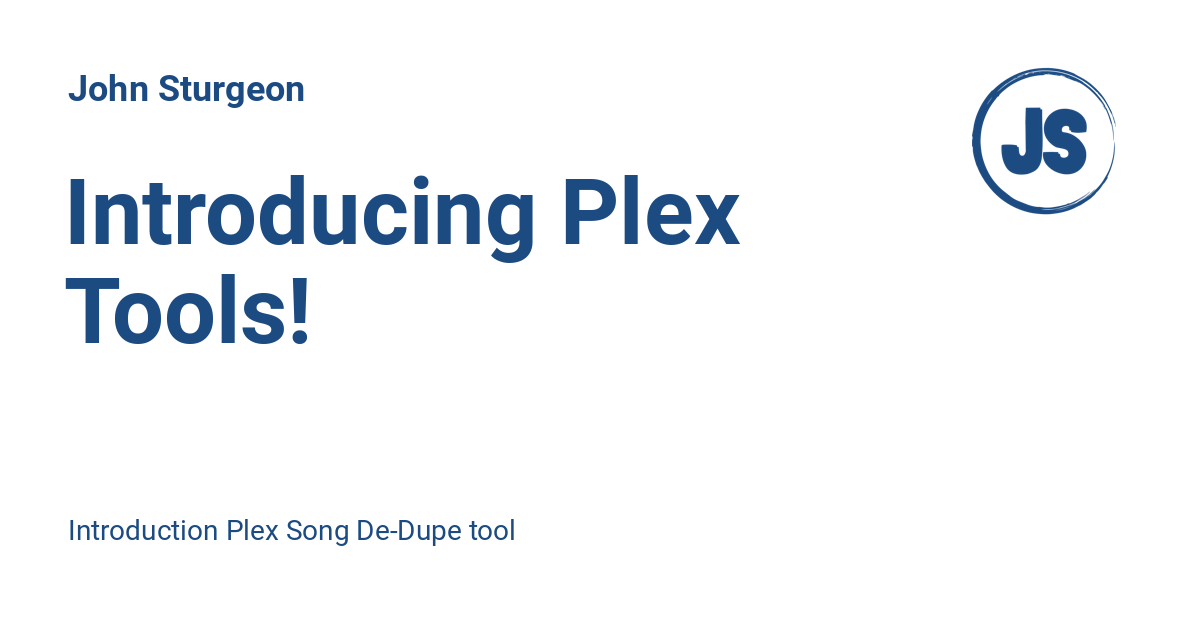 John Sturgeon
JS
Introducing Plex
Tools!
Introduction Plex Song De-Dupe tool